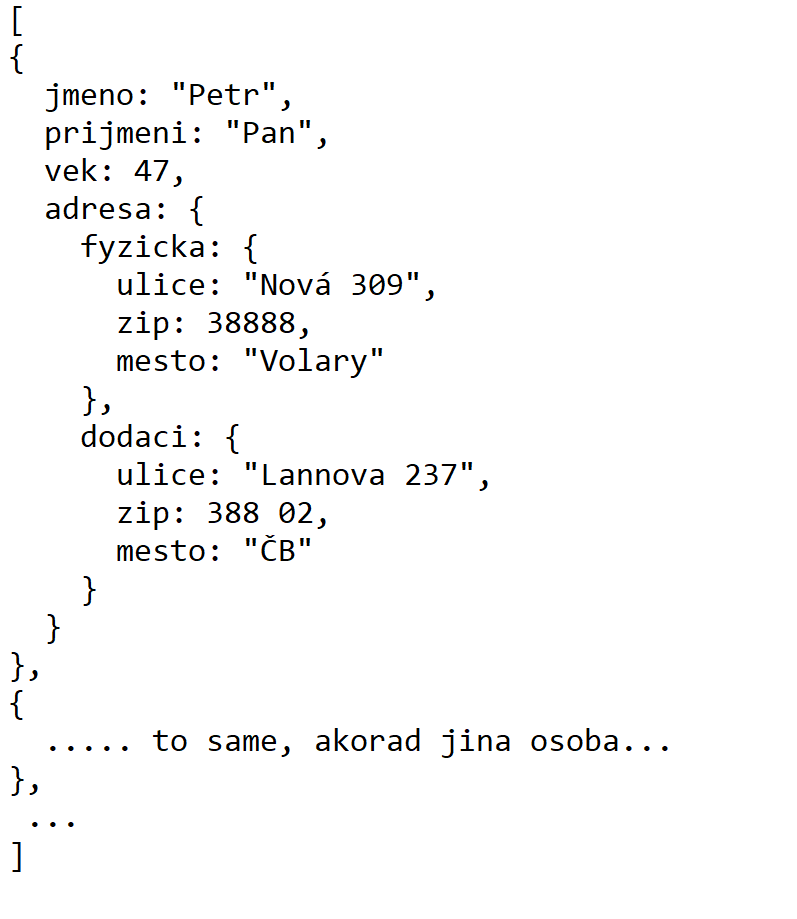 [
{
  jmeno: "Petr",
  prijmeni: "Pan",
  vek: 47,
  adresa: {
    fyzicka: {
      ulice: "Nová 309",
      zip: 38888,
      mesto: "Volary"
    },
    dodaci: {
      ulice: "Lannova 237",
      zip: 388 02,
      mesto: "ČB"
    }
  }
},
{
  ..... to same, akorad jina osoba...
},
 ...
]